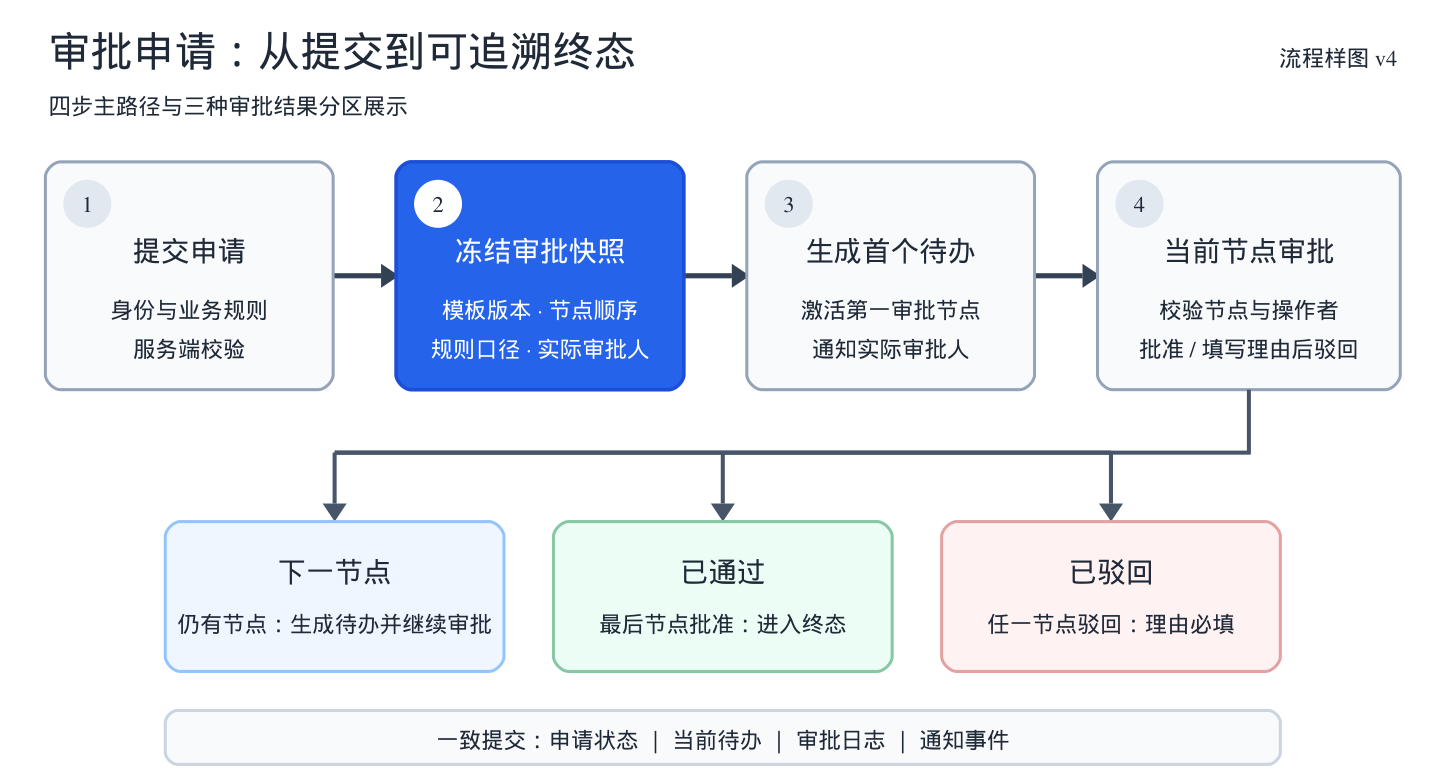 审批申请：从提交到可追溯终态
流程样图 v4
四步主路径与三种审批结果分区展示
1
提交申请
身份与业务规则
服务端校验
2
冻结审批快照
模板版本 · 节点顺序
规则口径 · 实际审批人
3
生成首个待办
激活第一审批节点
通知实际审批人
4
当前节点审批
校验节点与操作者
批准 / 填写理由后驳回
下一节点
仍有节点：生成待办并继续审批
已通过
最后节点批准：进入终态
已驳回
任一节点驳回：理由必填
一致提交：申请状态 | 当前待办 | 审批日志 | 通知事件